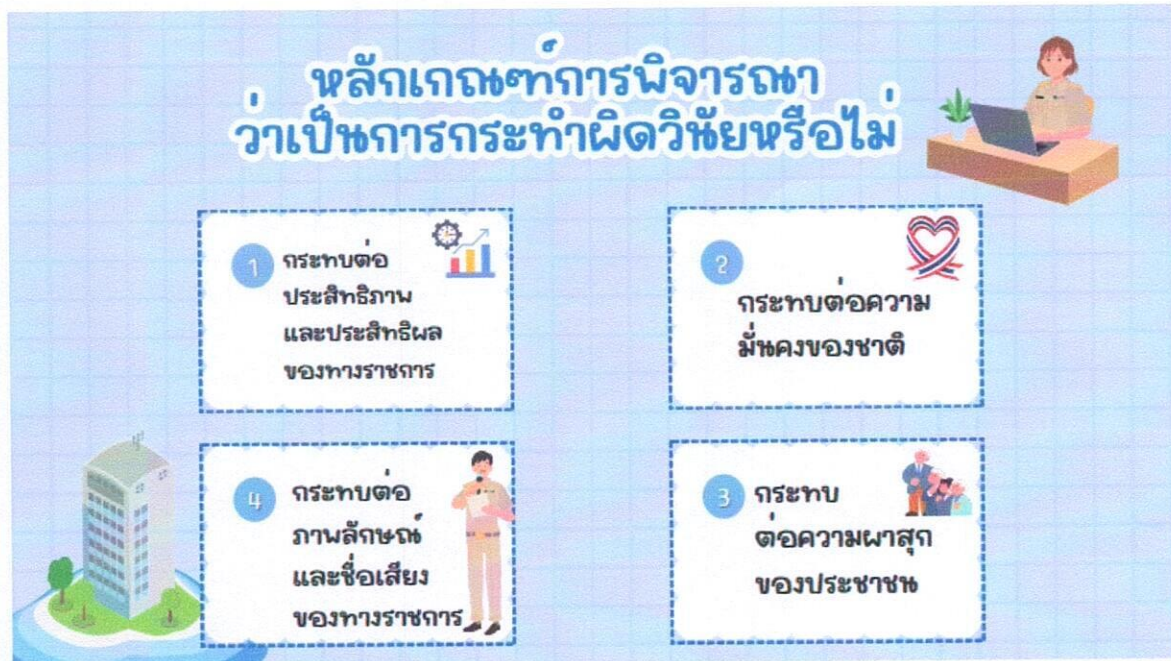 หลักเกณฑ์การพิจารณา
ว่าเป็นการกระทำผิดวินัยหรือไม่
1 กระทบต่อ
ประสิทธิภาพ
และประสิทธิผล
ของทางราชการ
2
กระทบต่อความ
มั่นคงของชาติ
3 กระทบ
ต่อความผาสุก
ของประชาชน
4 กระทบต่อ
ภาพลักษณ์
และชื่อเสียง
ของทางราชการ